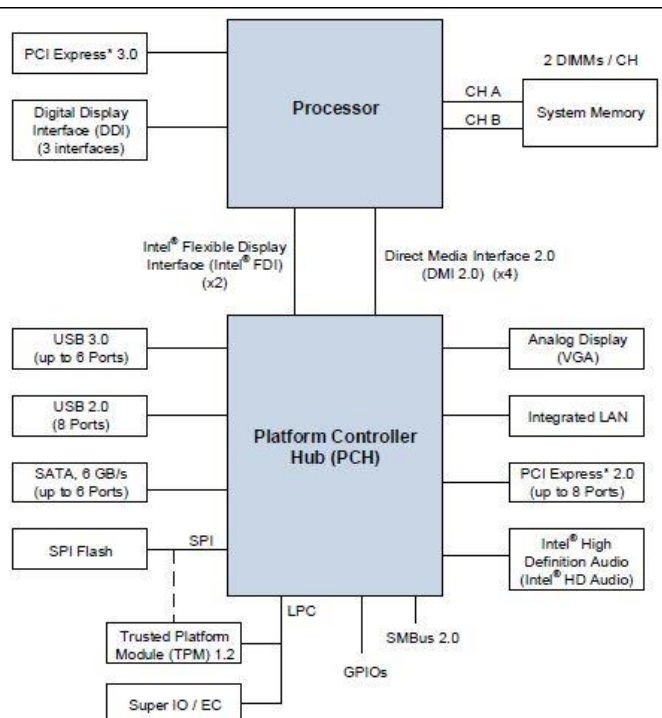 PCI Express* 3.0
Digital Display
Interface (DDI)
(3 interfaces)
Processor
2 DIMMs / CH
CH A
CH B
System Memory
Intel® Flexible Display
Interface (Intel® FDI)
(x2)
Direct Media Interface 2.0
(DMI 2.0) (x4)
USB 3.0
(up to 6 Ports)
USB 2.0
(8 Ports)
SATA, 6 GB/s
(up to 6 Ports)
SPI Flash
SPI
Platform Controller
Hub (PCH)
Analog Display
(VGA)
Integrated LAN
PCI Express* 2.0
(up to 8 Ports)
Intel® High
Definition Audio
(Intel® HD Audio)
LPC
Trusted Platform
Module (TPM) 1.2
Super IO / EC
SMBus 2.0
GPIOs